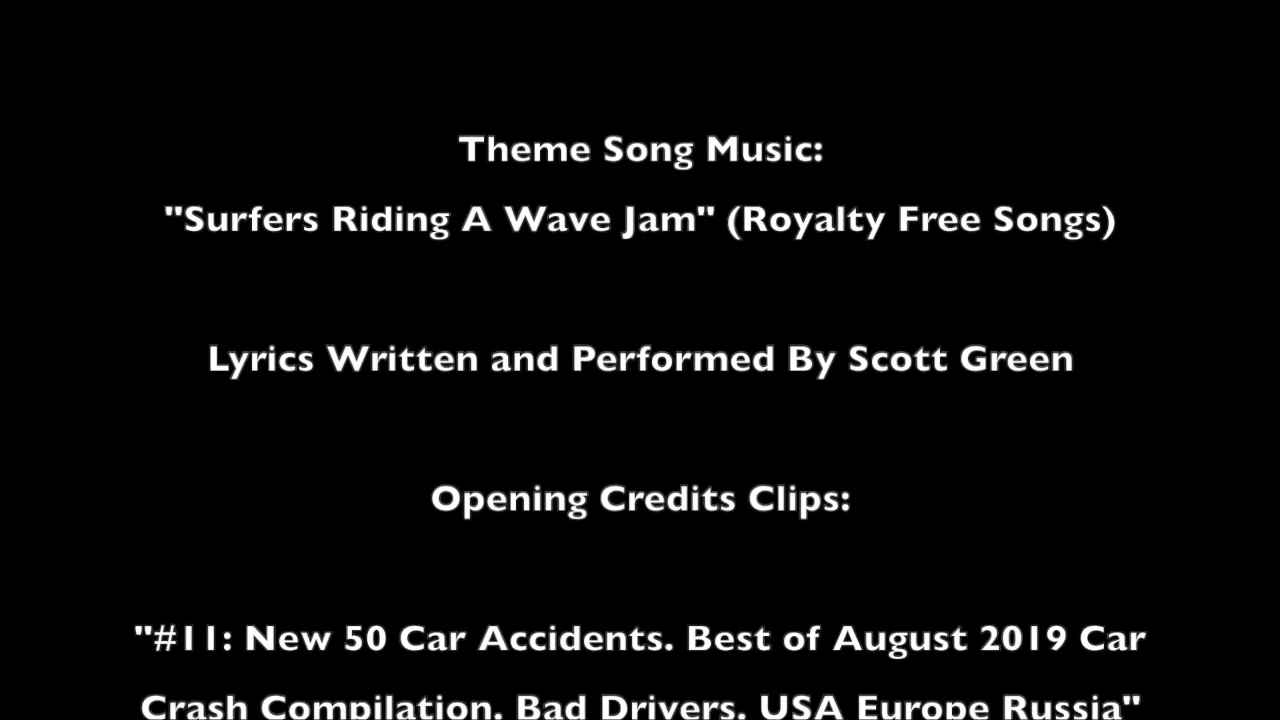 Theme Song Music:
"Surfers Riding A Wave Jam" (Royalty Free Songs)
Lyrics Written and Performed By Scott Green
Opening Credits Clips:
"#11: New 50 Car Accidents. Best of August 2019 Car
Crash Compilation. Bad Drivers. USA Europe Russia"